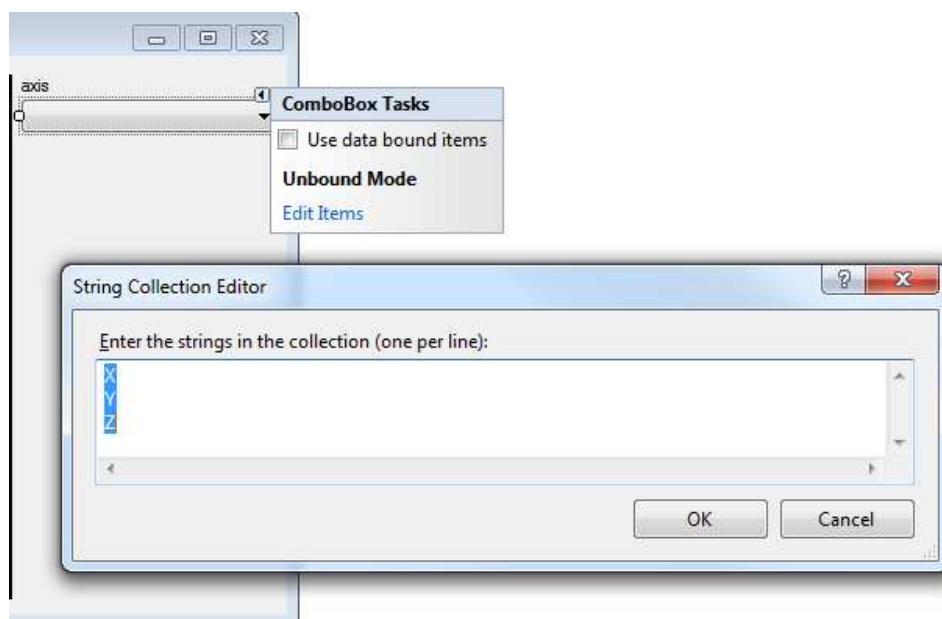 axis
ComboBox Tasks
Use data bound items
Unbound Mode
Edit Items
String Collection Editor
Enter the strings in the collection (one per line):
X
Y
Z
OK
Cancel